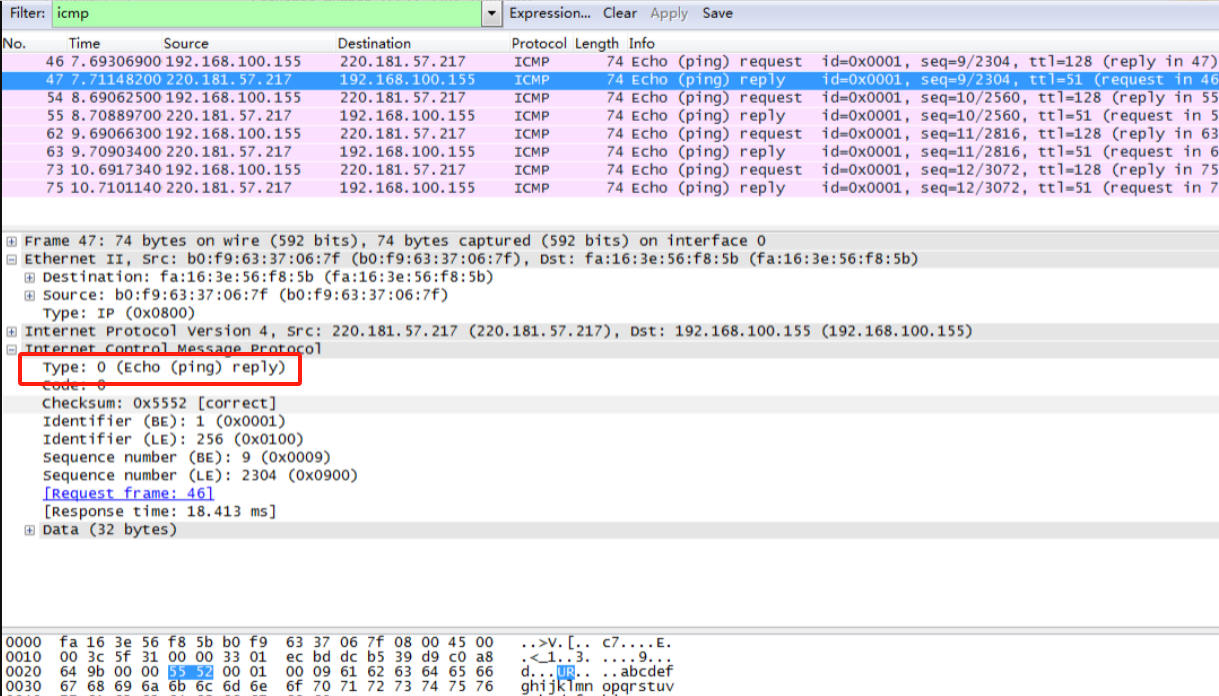 Filter: icmp Expression... Clear Apply Save
No. Time Source Destination Protocol Length Info
46 7.69306900 192.168.100.155 220.181.57.217 ICMP 74 Echo (ping) request id=0x0001, seq=9/2304, ttl=128 (reply in 47)
47 7.71148200 220.181.57.217 192.168.100.155 ICMP 74 Echo (ping) reply id=0x0001, seq=9/2304, ttl=51 (request in 46
54 8.69062500 192.168.100.155 220.181.57.217 ICMP 74 Echo (ping) request id=0x0001, seq=10/2560, ttl=128 (reply in 55
55 8.70889700 220.181.57.217 192.168.100.155 ICMP 74 Echo (ping) reply id=0x0001, seq=10/2560, ttl=51 (request in 5
62 9.69066300 192.168.100.155 220.181.57.217 ICMP 74 Echo (ping) request id=0x0001, seq=11/2816, ttl=128 (reply in 63
63 9.70903400 220.181.57.217 192.168.100.155 ICMP 74 Echo (ping) reply id=0x0001, seq=11/2816, ttl=51 (request in 6
73 10.6917340 192.168.100.155 220.181.57.217 ICMP 74 Echo (ping) request id=0x0001, seq=12/3072, ttl=128 (reply in 75
75 10.7101140 220.181.57.217 192.168.100.155 ICMP 74 Echo (ping) reply id=0x0001, seq=12/3072, ttl=51 (request in 7
Frame 47: 74 bytes on wire (592 bits), 74 bytes captured (592 bits) on interface 0
Ethernet II, Src: b0:f9:63:37:06:7f (b0:f9:63:37:06:7f), Dst: fa:16:3e:56:f8:5b (fa:16:3e:56:f8:5b)
Destination: fa:16:3e:56:f8:5b (fa:16:3e:56:f8:5b)
Source: b0:f9:63:37:06:7f (b0:f9:63:37:06:7f)
Type: IP (0x0800)
Internet Protocol Version 4, Src: 220.181.57.217 (220.181.57.217), Dst: 192.168.100.155 (192.168.100.155)
Internet Control Message Protocol
Type: 0 (Echo (ping) reply)
Code: 0
Checksum: 0x5552 [correct]
Identifier (BE): 1 (0x0001)
Identifier (LE): 256 (0x0100)
Sequence number (BE): 9 (0x0009)
Sequence number (LE): 2304 (0x0900)
[Request frame: 46]
[Response time: 18.413 ms]
Data (32 bytes)
0000 fa 16 3e 56 f8 5b b0 f9 63 37 06 7f 08 00 45 00 ..>V.[.. c7....E.
0010 00 3c 5f 31 00 00 33 01 ec bd dc b5 39 d9 c0 a8 .<_1..3. ....9...
0020 64 9b 00 00 55 52 00 01 00 09 61 62 63 64 65 66 d...UR.. ..abcdef
0030 67 68 69 6a 6b 6c 6d 6e 6f 70 71 72 73 74 75 76 ghijklmn opqrstuv